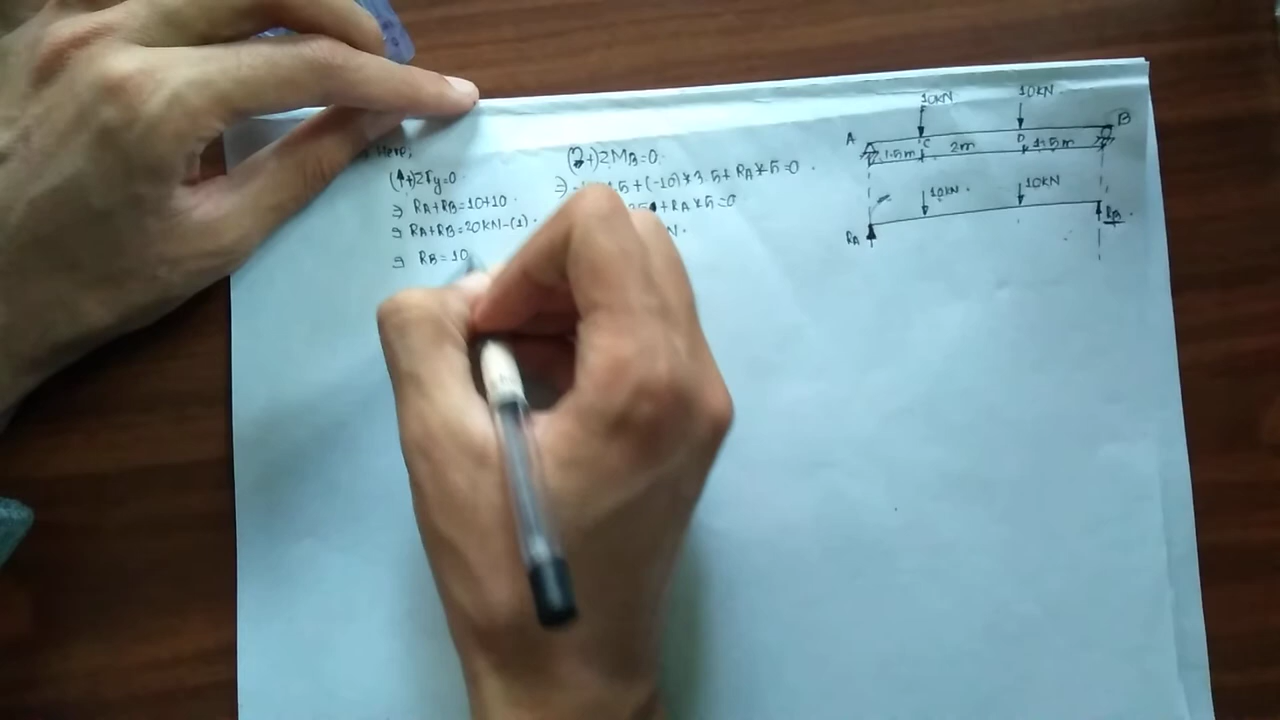 Here,
(↑+)ΣFy=0
⇒ RA+RB=10+10
⇒ RA+RB=20KN-(1)
⇒ RB=10
ΣMB=0
+(-10)*3.5+RA*5=0
+RA*5=0
10KN 10KN
A B
C D
1.5m 2m 1.5m
10KN 10KN
RA RB